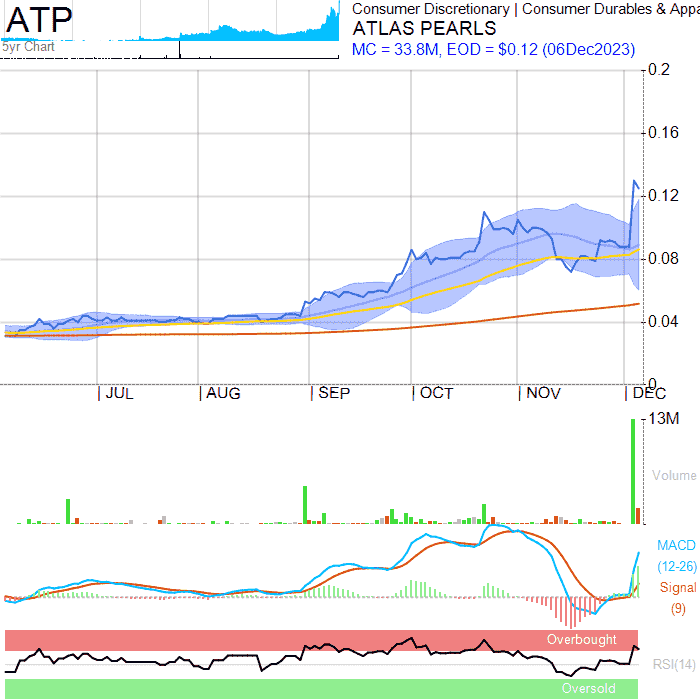 ATP
5yr Chart
Consumer Discretionary | Consumer Durables & Appa
ATLAS PEARLS
MC = 33.8M, EOD = $0.12 (06Dec2023)
0.2
0.16
0.12
0.08
0.04
0
JUL AUG SEP OCT NOV DEC
13M
Volume
MACD
(12-26)
Signal
(9)
Overbought
RSI(14)
Oversold